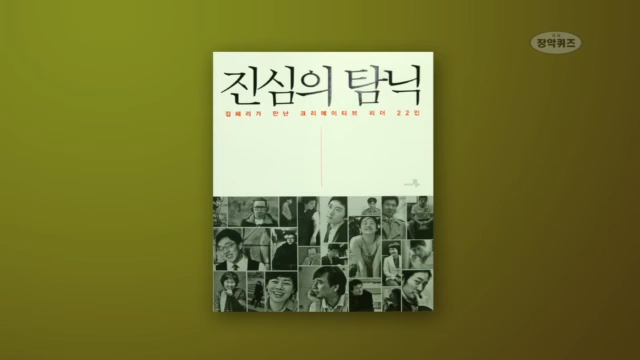 장악퀴즈
진심의 탐닉
김혜리가 만난 크리에이티브 리더 22인